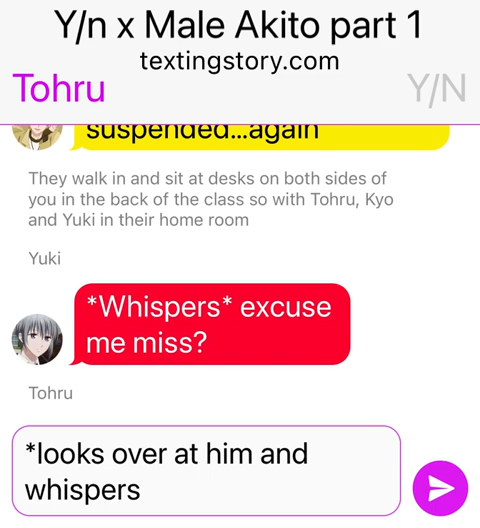 Y/n x Male Akito part 1
textingstory.com
Tohru
Y/N
suspended...again
They walk in and sit at desks on both sides of
you in the back of the class so with Tohru, Kyo
and Yuki in their home room
Yuki
*Whispers* excuse
me miss?
Tohru
*looks over at him and
whispers